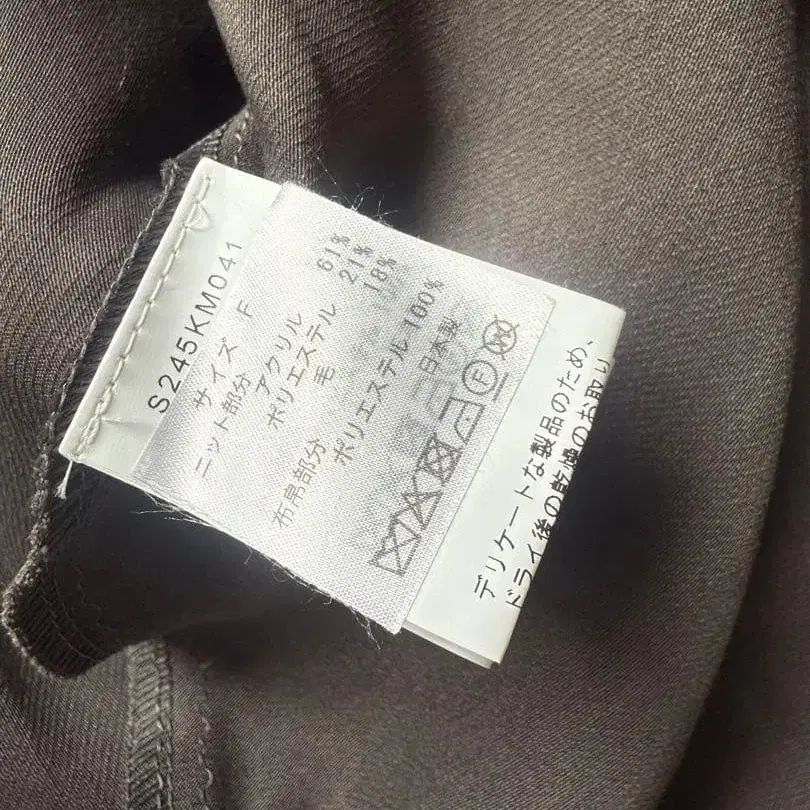 S245KM041
サイズ F
ニット部分
アクリル 61%
ポリエステル 21%
毛 18%
布帛部分
ポリエステル 100%
日本製
デリケートな製品のため、
ドライ後の乾燥のお取り